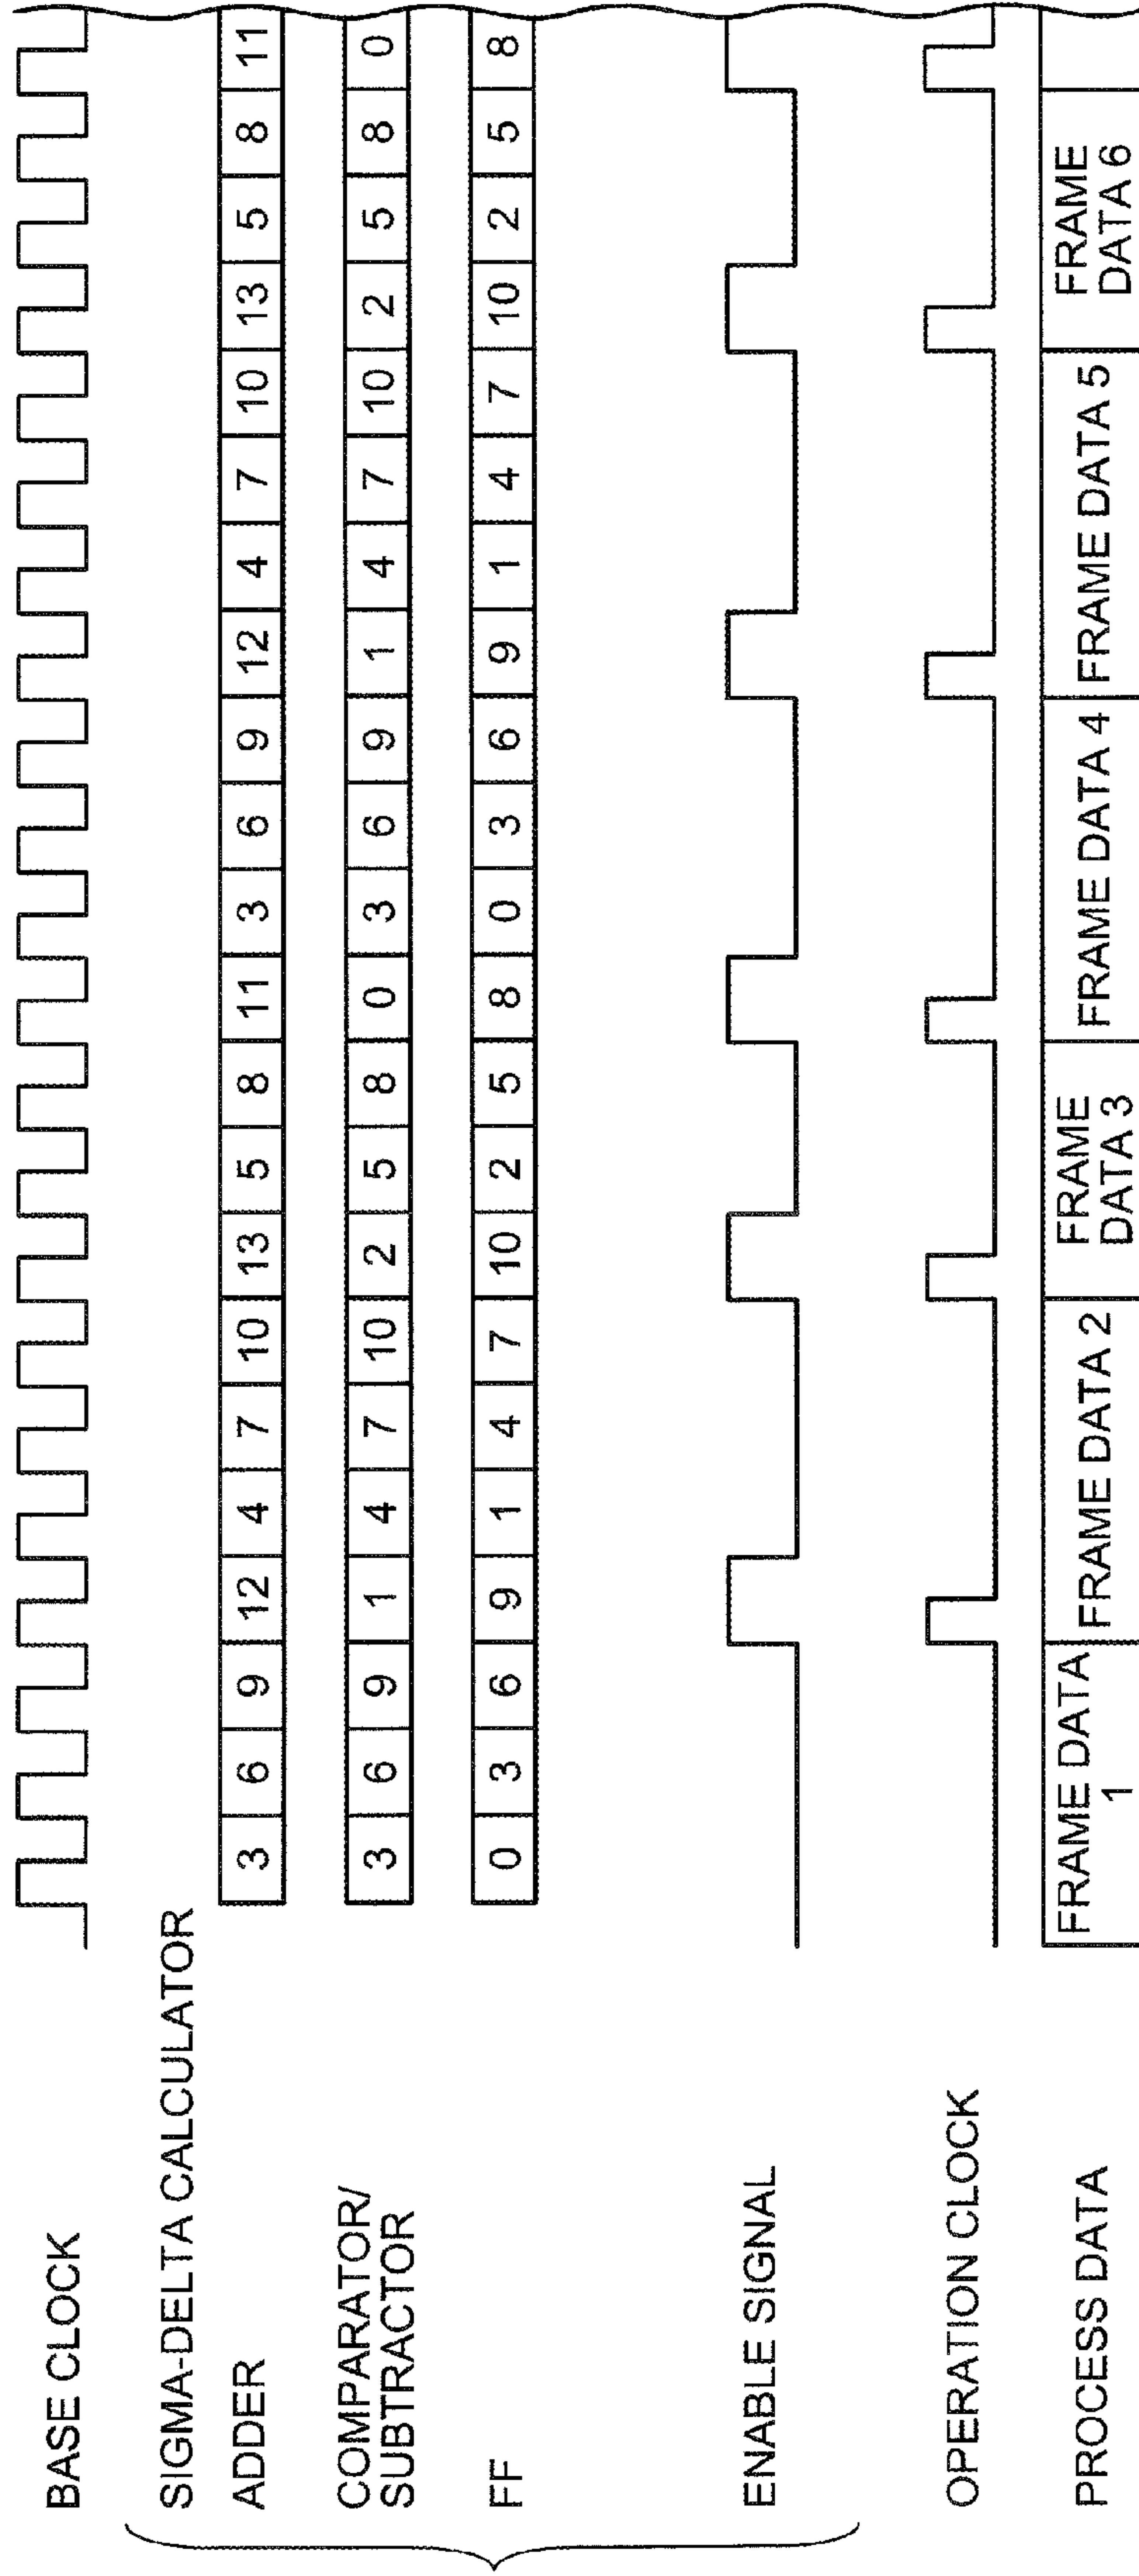 BASE CLOCK
SIGMA-DELTA CALCULATOR
ADDER
3 6 9 12 4 7 10 13 5 8 11 3 6 9 12 4 7 10 13 5 8 11
COMPARATOR/
SUBTRACTOR
3 6 9 1 4 7 10 2 5 8 0 3 6 9 1 4 7 10 2 5 8 0
FF
0 3 6 9 1 4 7 10 2 5 8 0 3 6 9 1 4 7 10 2 5 8
ENABLE SIGNAL
OPERATION CLOCK
PROCESS DATA
FRAME DATA
1
FRAME DATA 2
FRAME
DATA 3
FRAME DATA 4
FRAME DATA 5
FRAME
DATA 6